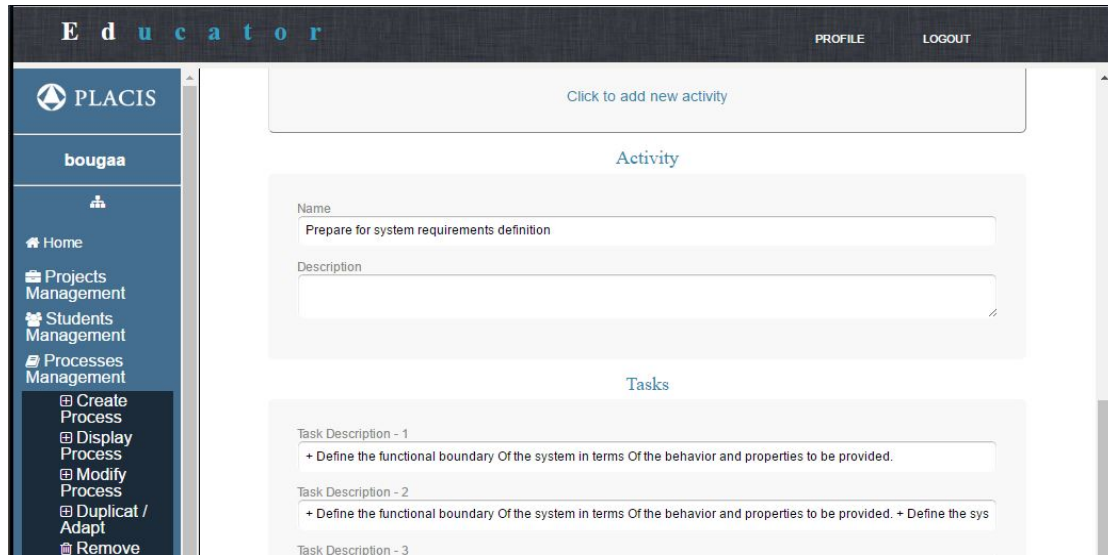 Educator
PROFILE
LOGOUT
PLACIS
bougaa
Home
Projects
Management
Students
Management
Processes
Management
Create
Process
Display
Process
Modify
Process
Duplicat /
Adapt
Remove
Click to add new activity
Activity
Name
Prepare for system requirements definition
Description
Tasks
Task Description - 1
+ Define the functional boundary Of the system in terms Of the behavior and properties to be provided.
Task Description - 2
+ Define the functional boundary Of the system in terms Of the behavior and properties to be provided. + Define the sys
Task Description - 3